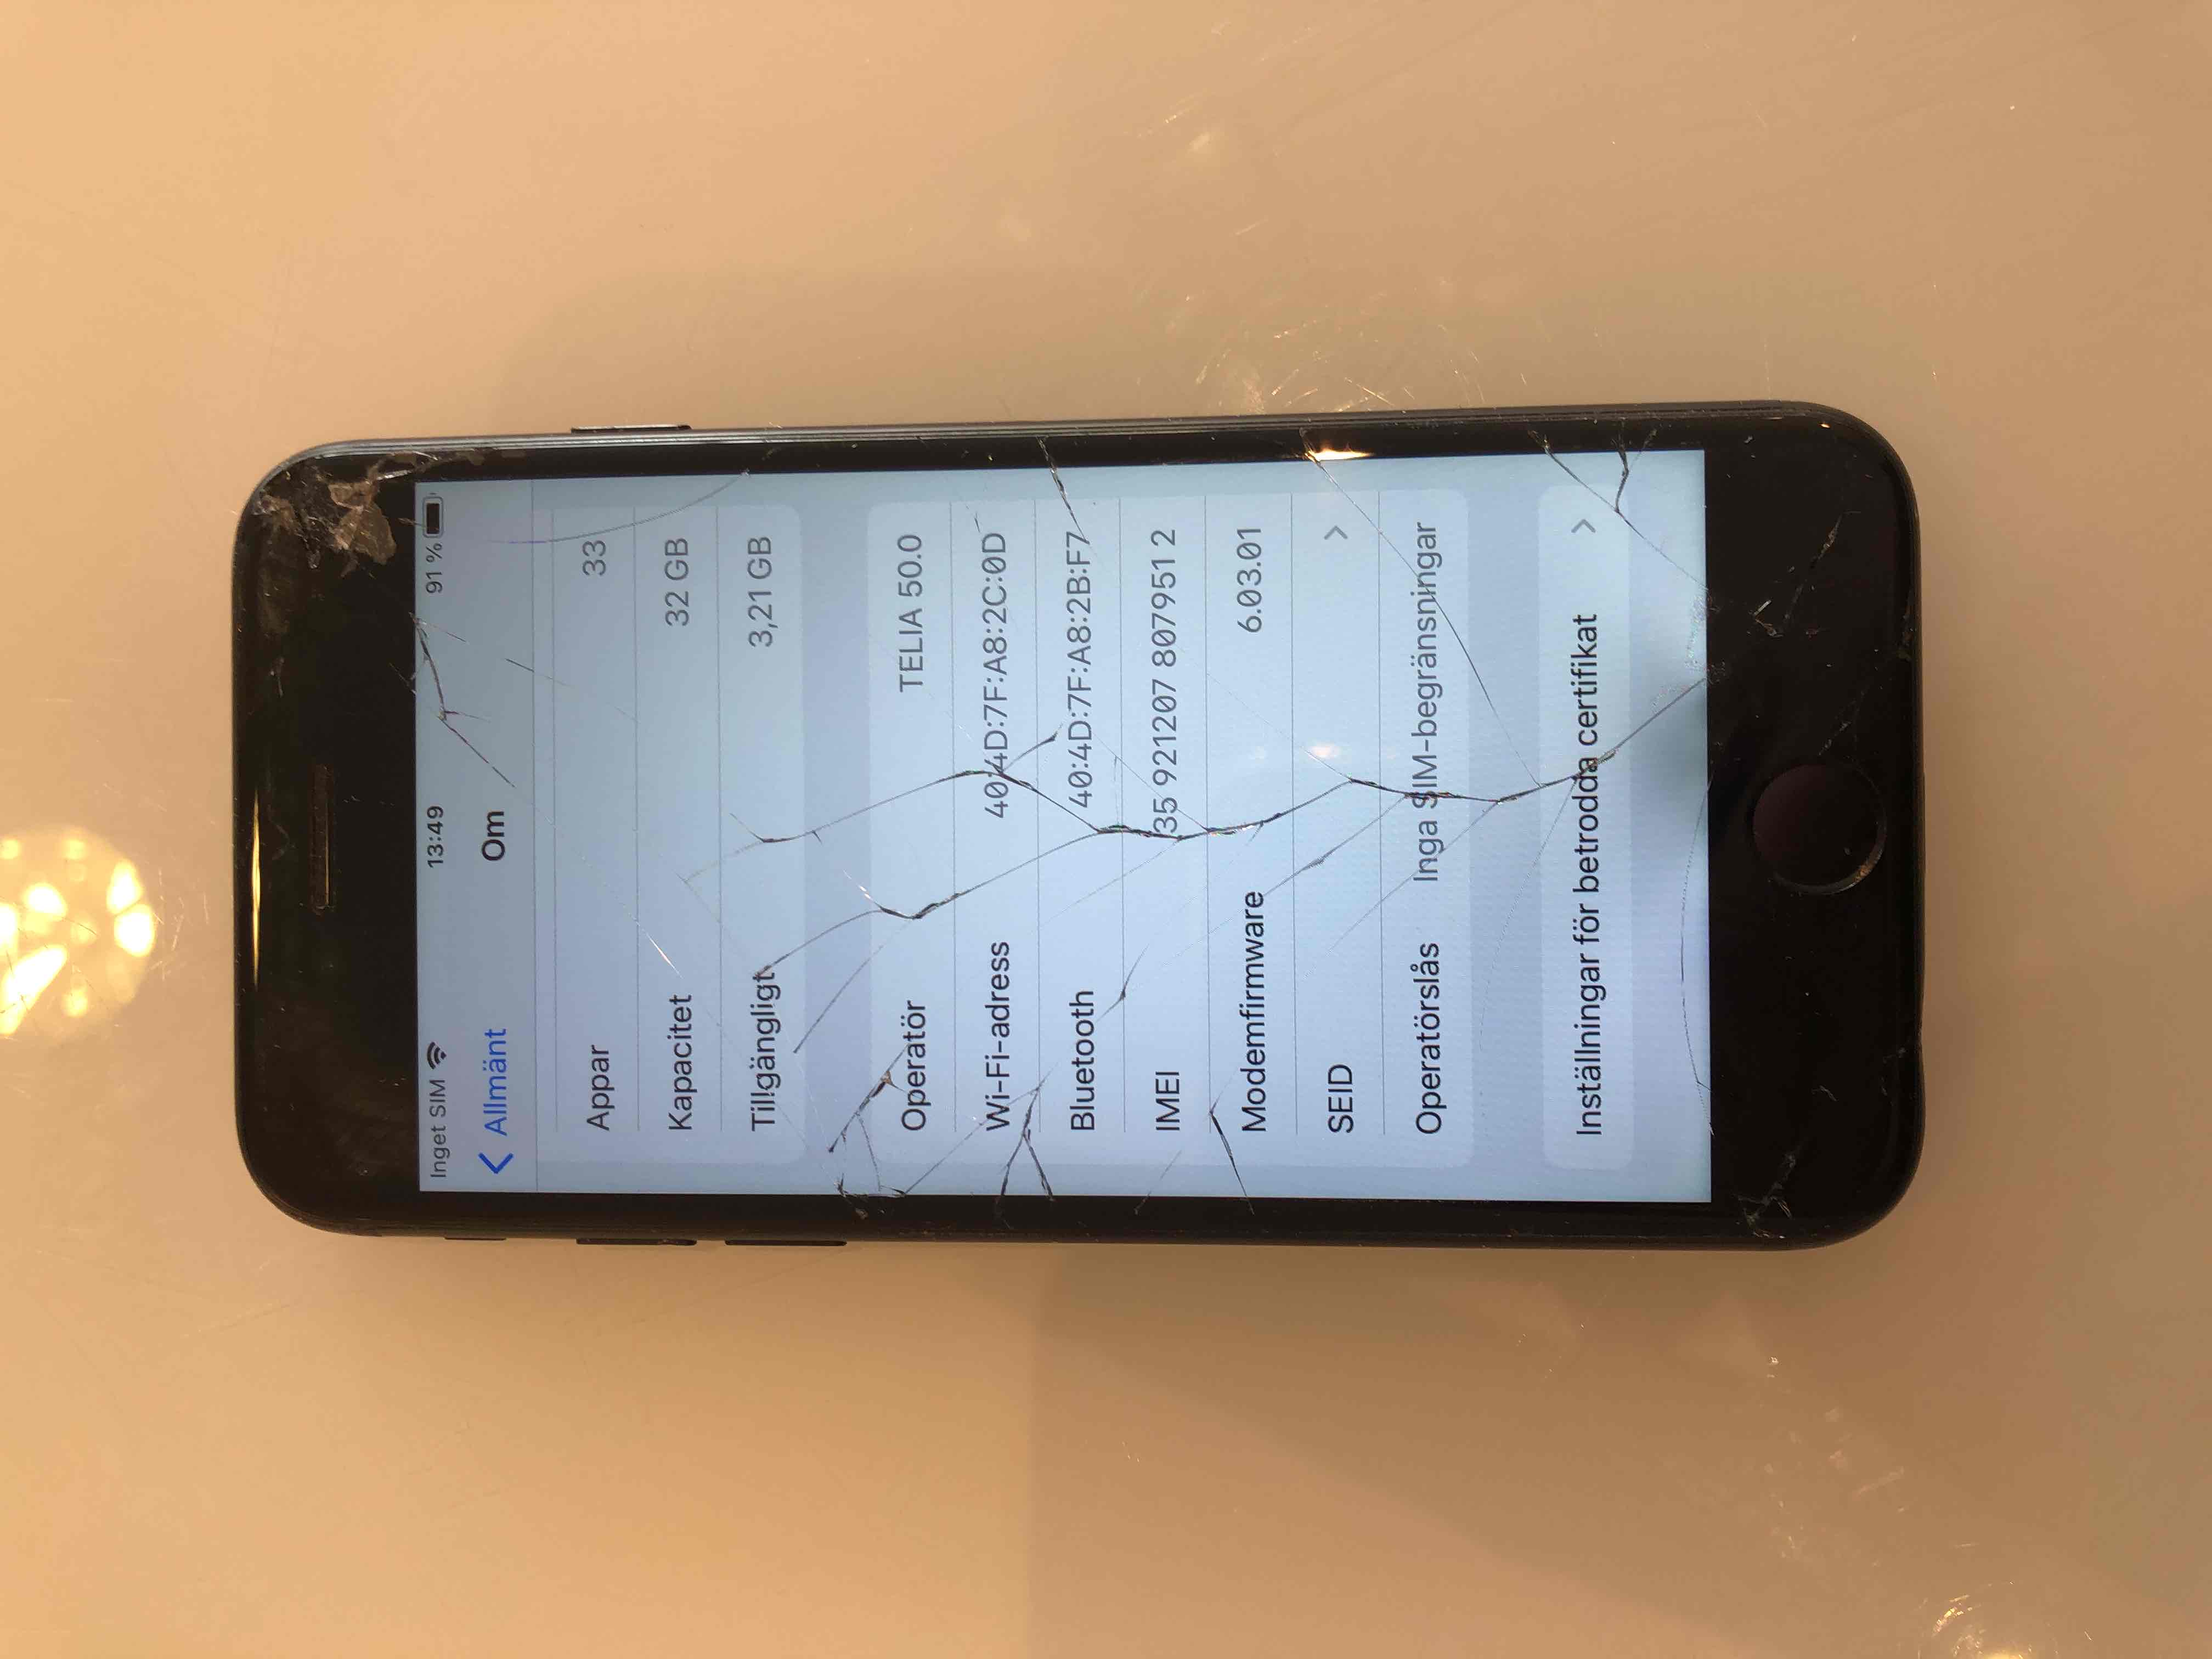 Inget SIM 13:49 91 %
Allmänt Om
Appar 33
Kapacitet 32 GB
Tillgängligt 3,21 GB
Operatör TELIA 50.0
Wi-Fi-adress 40:4D:7F:A8:2C:0D
Bluetooth 40:4D:7F:A8:2B:F7
IMEI 35 921207 807951 2
Modemfirmware 6.03.01
SEID
Operatörslås Inga SIM-begränsningar
Inställningar för betrodda certifikat